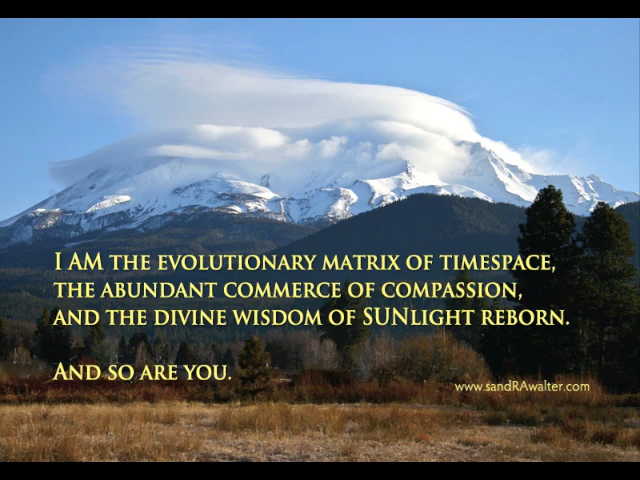 I AM THE EVOLUTIONARY MATRIX OF TIMESPACE,
THE ABUNDANT COMMERCE OF COMPASSION,
AND THE DIVINE WISDOM OF SUNLIGHT REBORN.
AND SO ARE YOU.
www.sandRAwalter.com